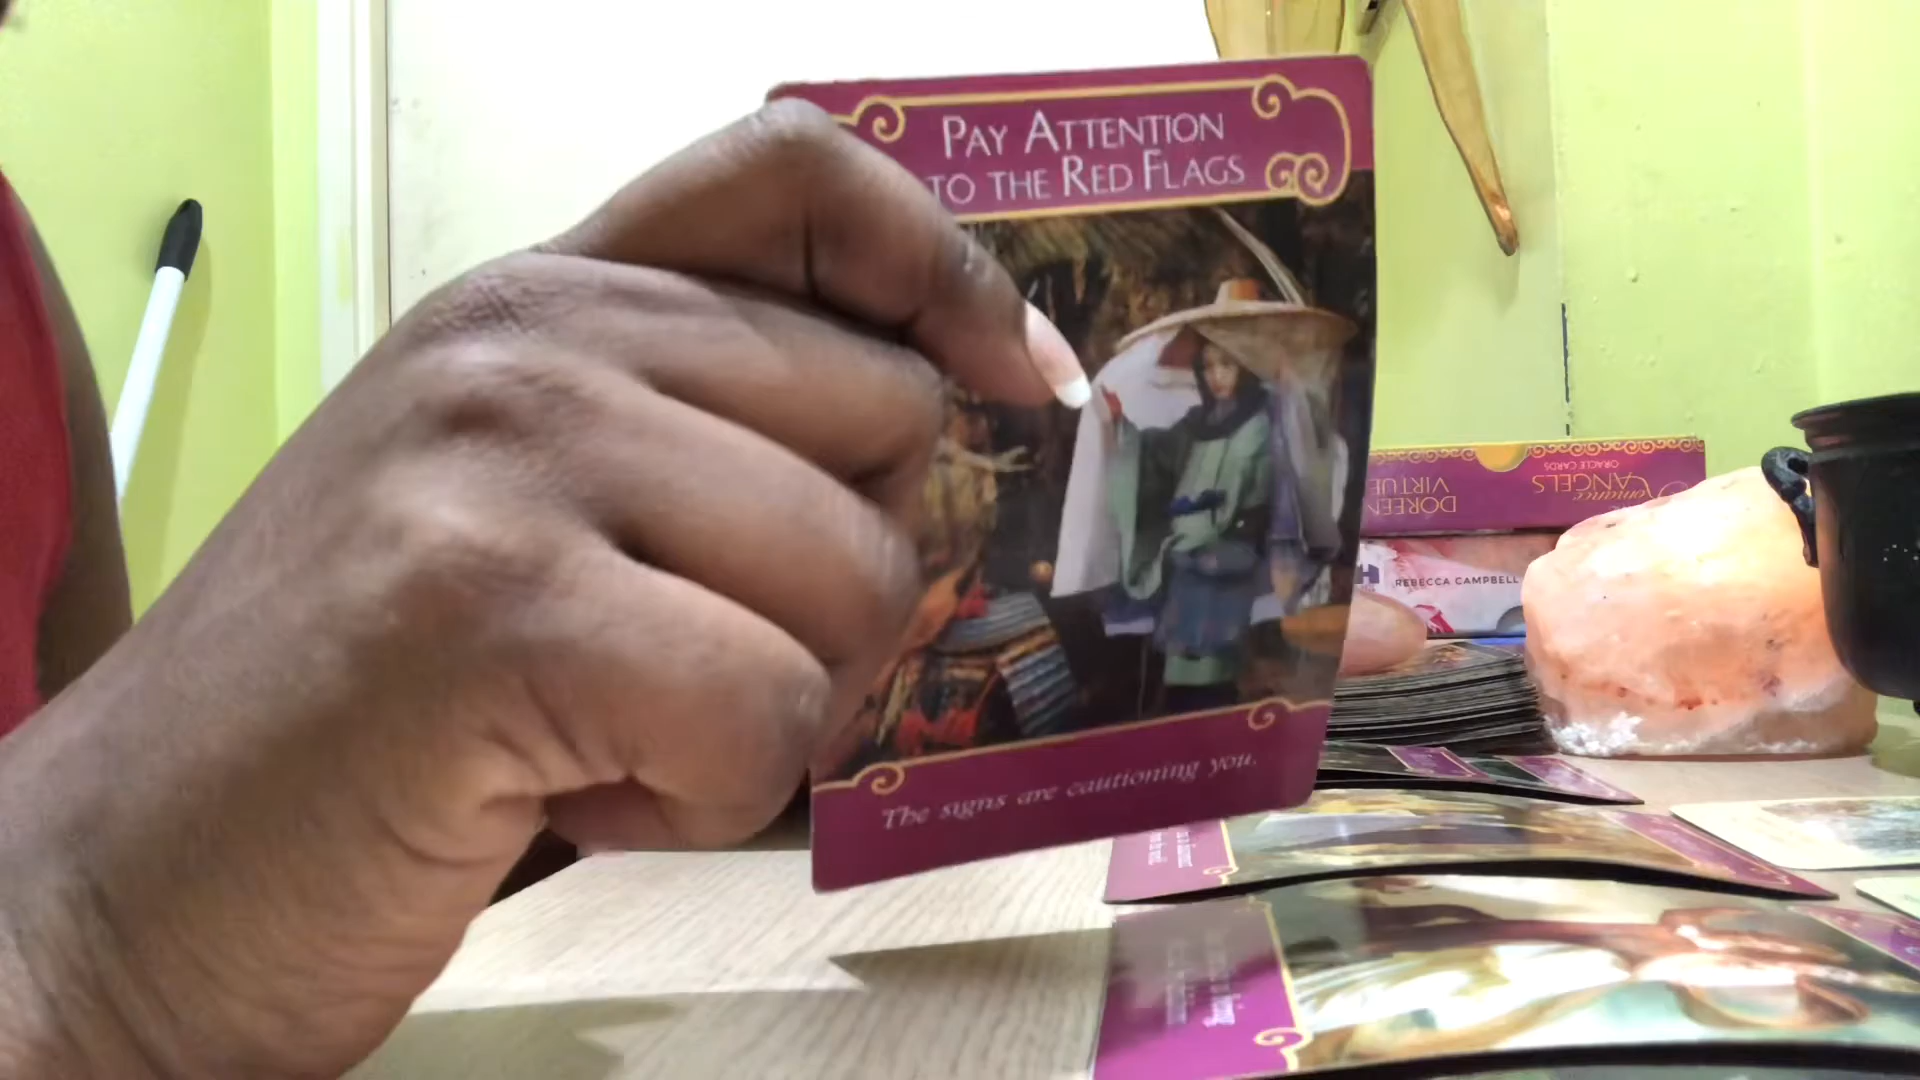 PAY ATTENTION
TO THE RED FLAGS
The signs are cautioning you.
Romance
ANGELS
ORACLE CARDS
DOREEN
VIRTUE
REBECCA CAMPBELL